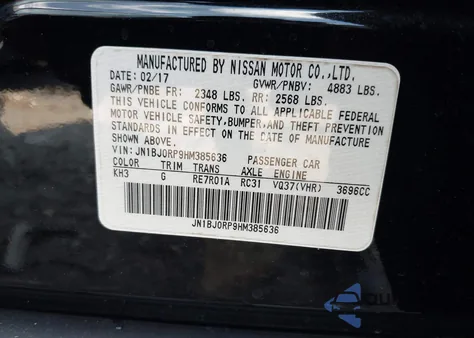 MANUFACTURED BY NISSAN MOTOR CO.,LTD.
DATE: 02/17 GVWR/PNBV: 4883 LBS.
GAWR/PNBE FR: 2348 LBS. RR: 2568 LBS.
THIS VEHICLE CONFORMS TO ALL APPLICABLE FEDERAL
MOTOR VEHICLE SAFETY,BUMPER,AND THEFT PREVENTION
STANDARDS IN EFFECT ON THE DATE OF MANUFACTURE
SHOWN ABOVE.
VIN: JN1BJ0RP9HM385636 PASSENGER CAR
COLOR TRIM TRANS AXLE ENGINE
KH3 G RE7R01A RC31 VQ37(VHR) 3696CC
JN1BJ0RP9HM385636